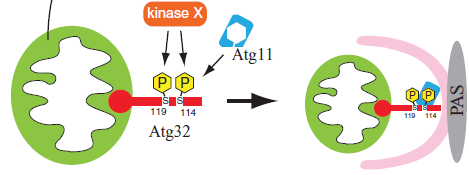 kinase X
Atg11
P P
S S
119 114
Atg32
P P
S S
119 114
PAS